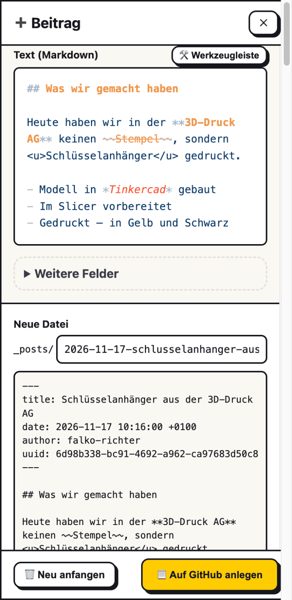 + Beitrag
×
Text (Markdown)
🛠 Werkzeugleiste
## Was wir gemacht haben
Heute haben wir in der **3D-Druck
AG** keinen ~~Stempel~~, sondern
<u>Schlüsselanhänger</u> gedruckt.
– Modell in *Tinkercad* gebaut
– Im Slicer vorbereitet
– Gedruckt – in Gelb und Schwarz
▶ Weitere Felder
Neue Datei
_posts/ 2026-11-17-schlusselanhanger-aus
---
title: Schlüsselanhänger aus der 3D-Druck
AG
date: 2026-11-17 10:16:00 +0100
author: falko-richter
uuid: 6d98b338-bc91-4692-a962-ca97683d50c8
---
## Was wir gemacht haben
Heute haben wir in der **3D-Druck AG**
keinen ~~Stempel~~, sondern
<u>Schlüsselanhänger</u> gedruckt.
🗑 Neu anfangen
📋 Auf GitHub anlegen